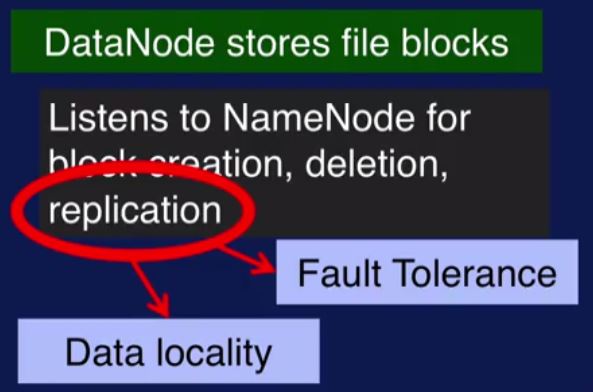 DataNode stores file blocks
Listens to NameNode for
block creation, deletion,
replication
Fault Tolerance
Data locality